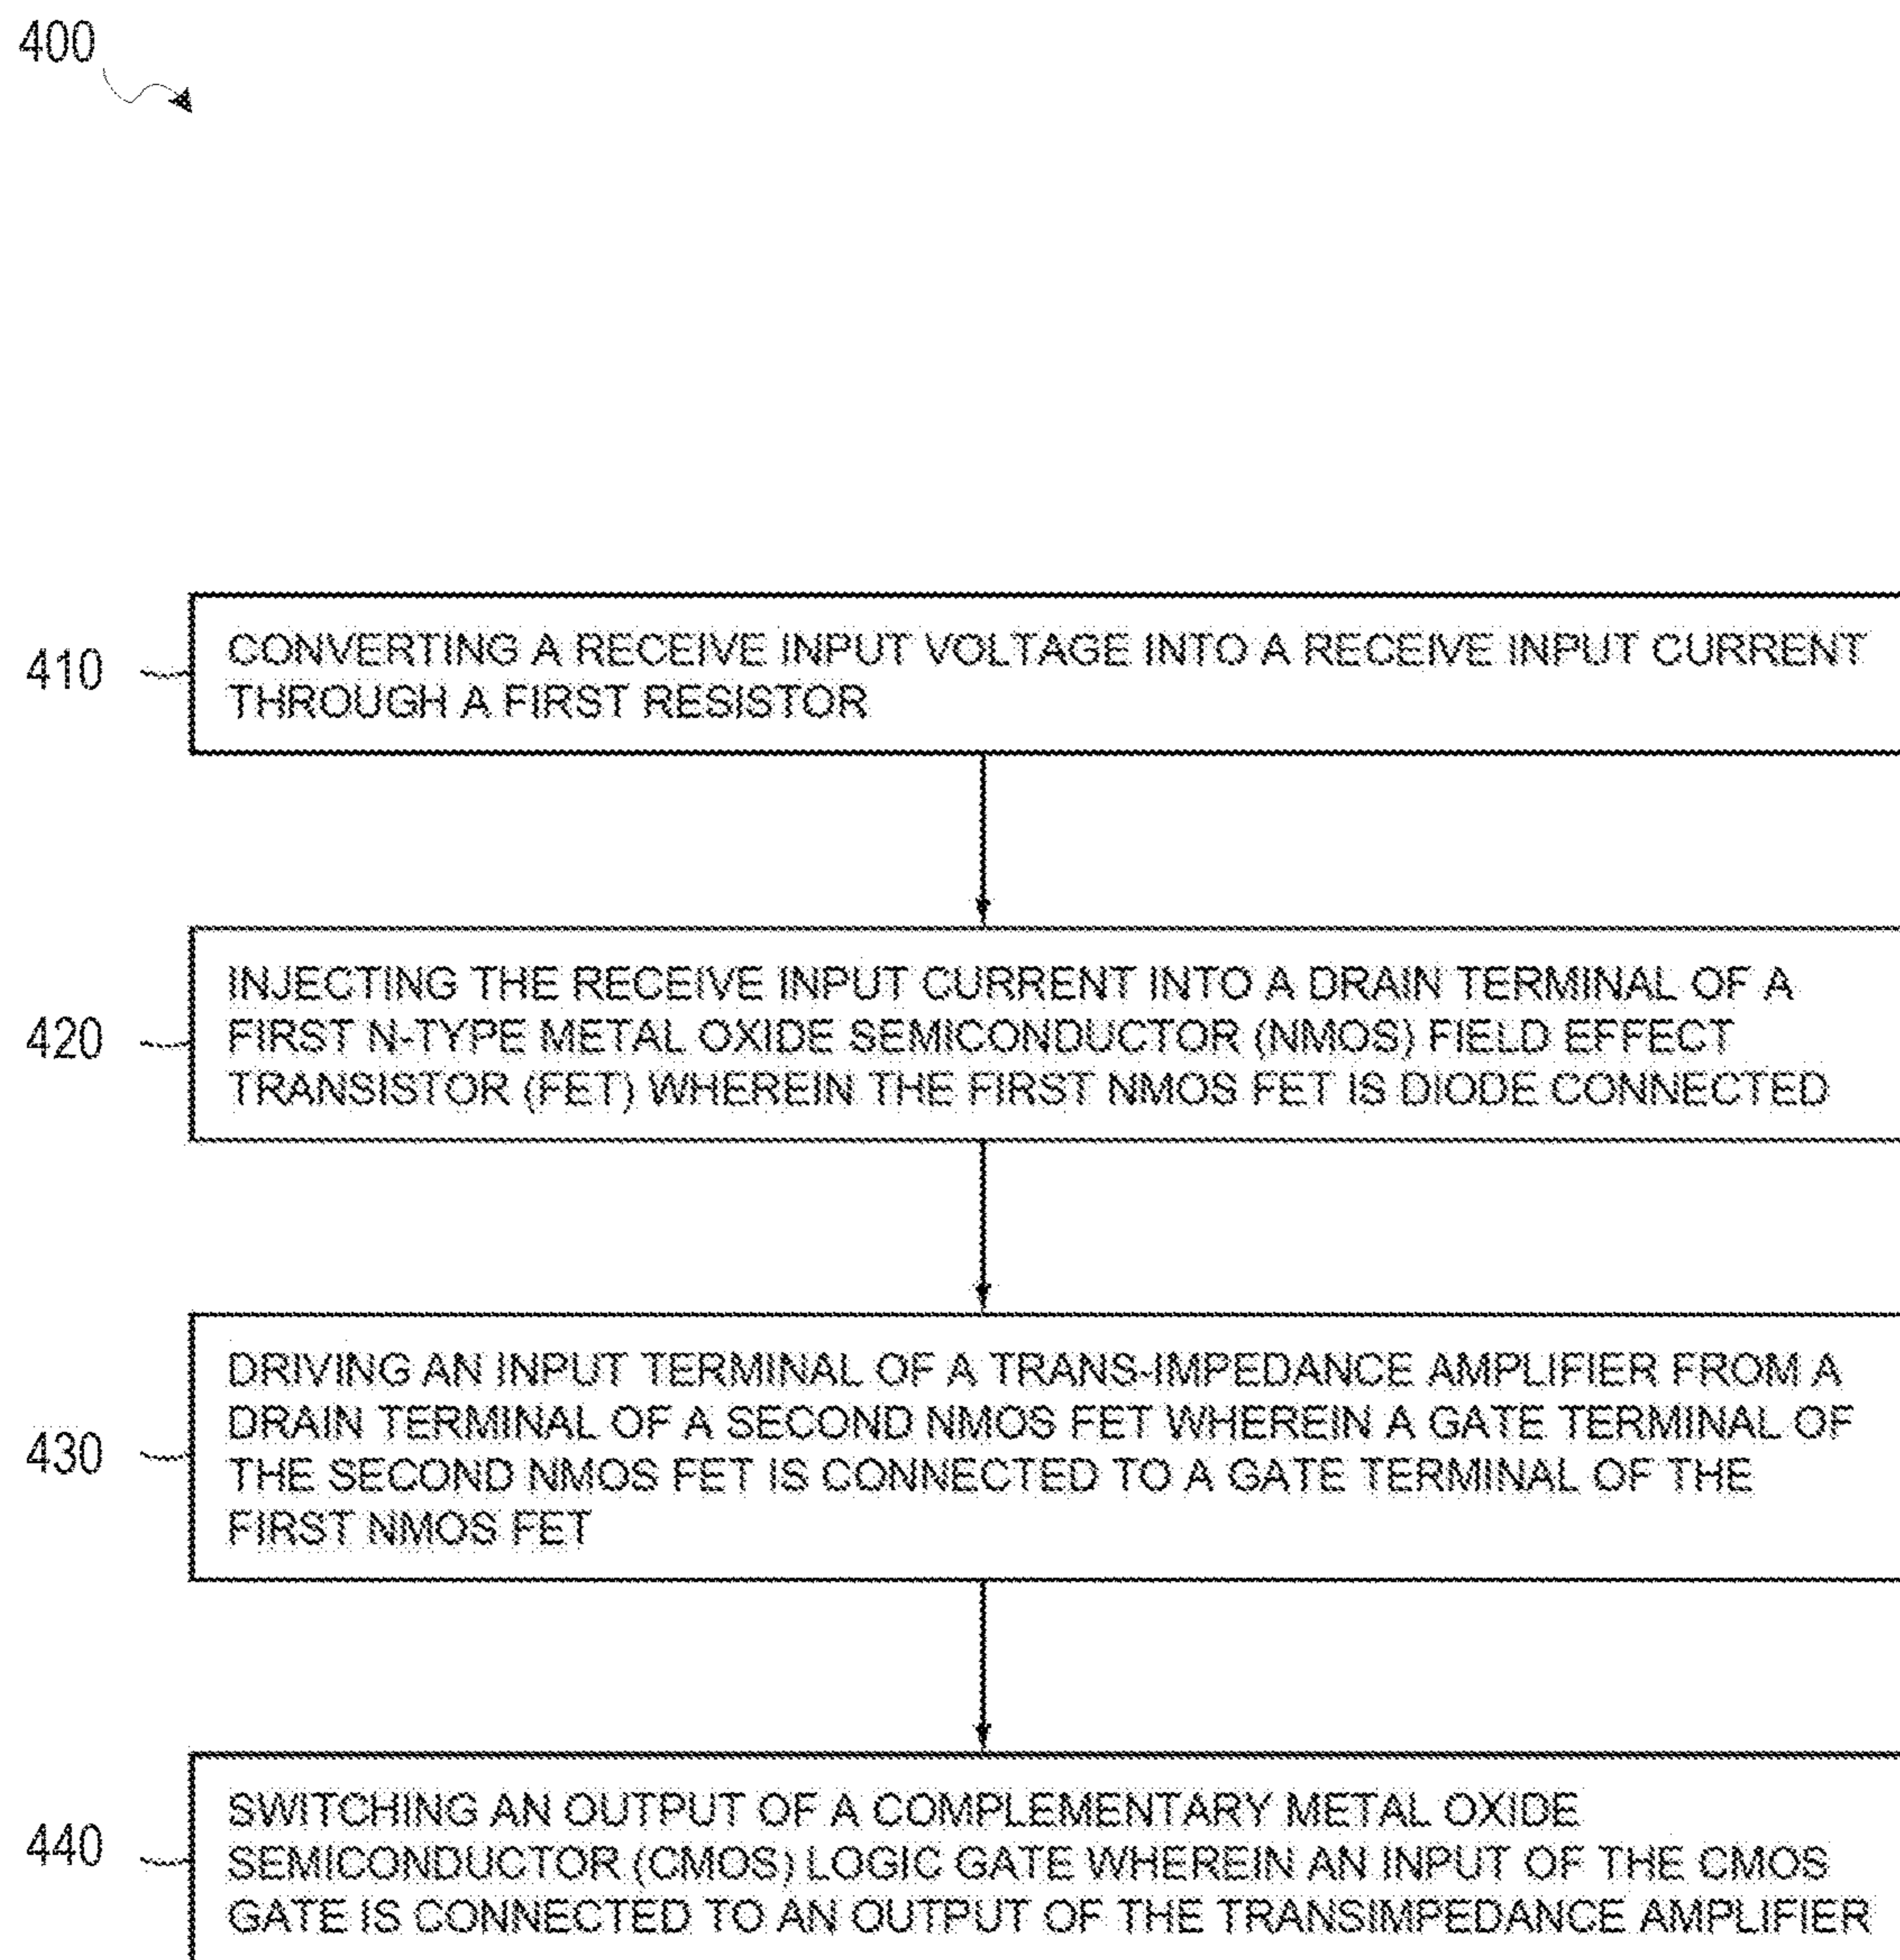 400
410
CONVERTING A RECEIVE INPUT VOLTAGE INTO A RECEIVE INPUT CURRENT
THROUGH A FIRST RESISTOR
420
INJECTING THE RECEIVE INPUT CURRENT INTO A DRAIN TERMINAL OF A
FIRST N-TYPE METAL OXIDE SEMICONDUCTOR (NMOS) FIELD EFFECT
TRANSISTOR (FET) WHEREIN THE FIRST NMOS FET IS DIODE CONNECTED
430
DRIVING AN INPUT TERMINAL OF A TRANS-IMPEDANCE AMPLIFIER FROM A
DRAIN TERMINAL OF A SECOND NMOS FET WHEREIN A GATE TERMINAL OF
THE SECOND NMOS FET IS CONNECTED TO A GATE TERMINAL OF THE
FIRST NMOS FET
440
SWITCHING AN OUTPUT OF A COMPLEMENTARY METAL OXIDE
SEMICONDUCTOR (CMOS) LOGIC GATE WHEREIN AN INPUT OF THE CMOS
GATE IS CONNECTED TO AN OUTPUT OF THE TRANSIMPEDANCE AMPLIFIER